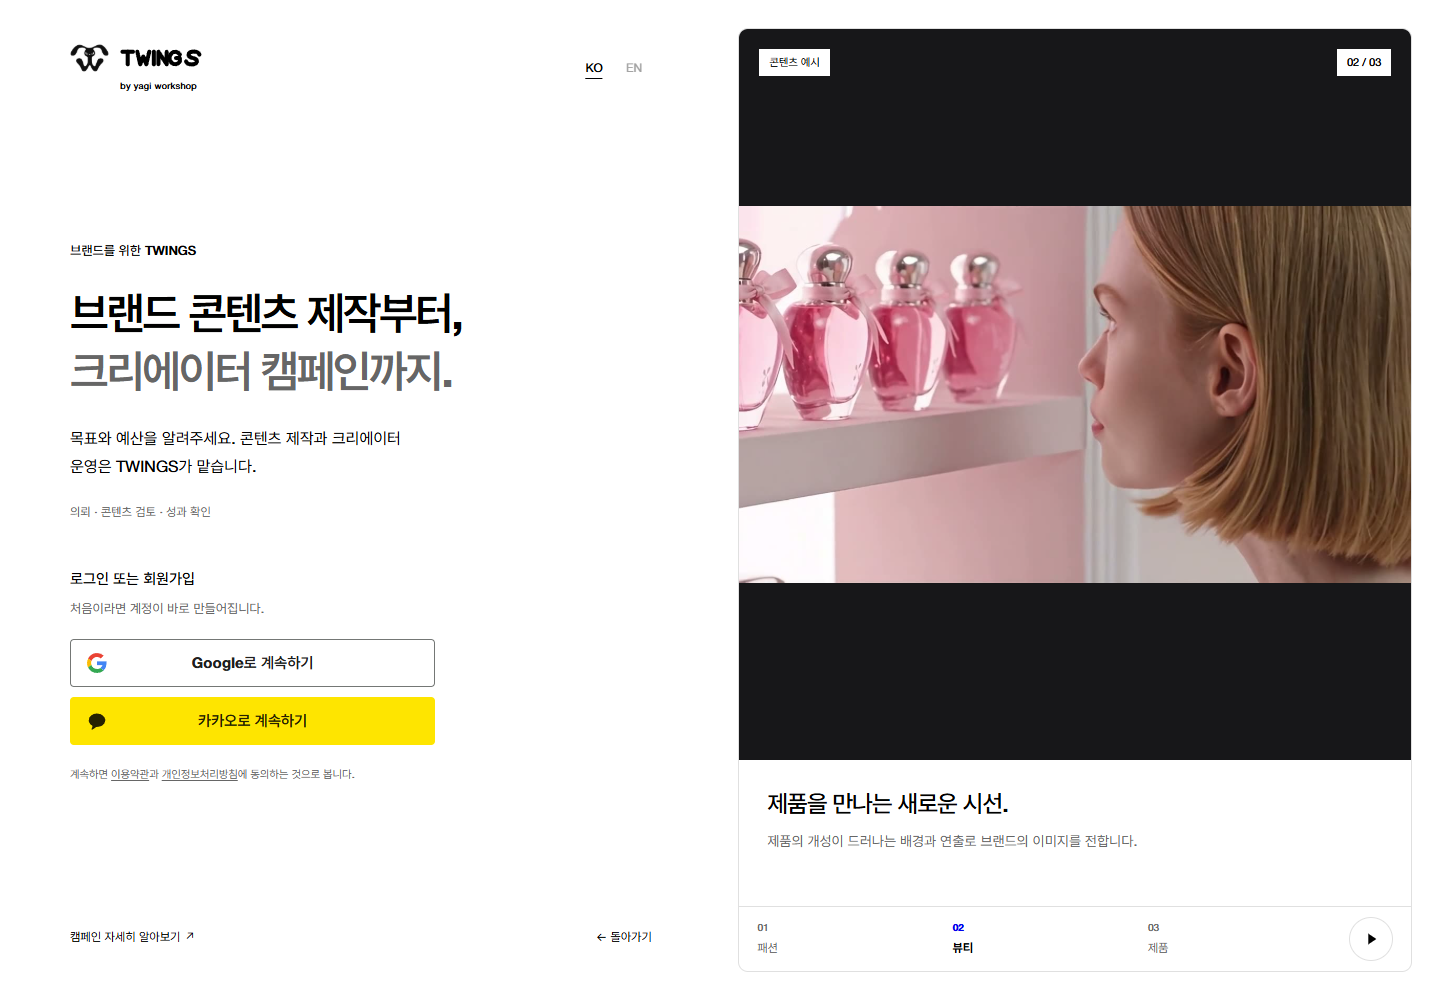 TWINGS
by yagi workshop
KO EN
브랜드를 위한 TWINGS
브랜드 콘텐츠 제작부터,
크리에이터 캠페인까지.
목표와 예산을 알려주세요. 콘텐츠 제작과 크리에이터
운영은 TWINGS가 맡습니다.
의뢰 · 콘텐츠 검토 · 성과 확인
로그인 또는 회원가입
처음이라면 계정이 바로 만들어집니다.
Google로 계속하기
카카오로 계속하기
계속하면 이용약관과 개인정보처리방침에 동의하는 것으로 봅니다.
캠페인 자세히 알아보기 ↗
← 돌아가기
콘텐츠 예시
02 / 03
제품을 만나는 새로운 시선.
제품의 개성이 드러나는 배경과 연출로 브랜드의 이미지를 전합니다.
01
패션
02
뷰티
03
제품